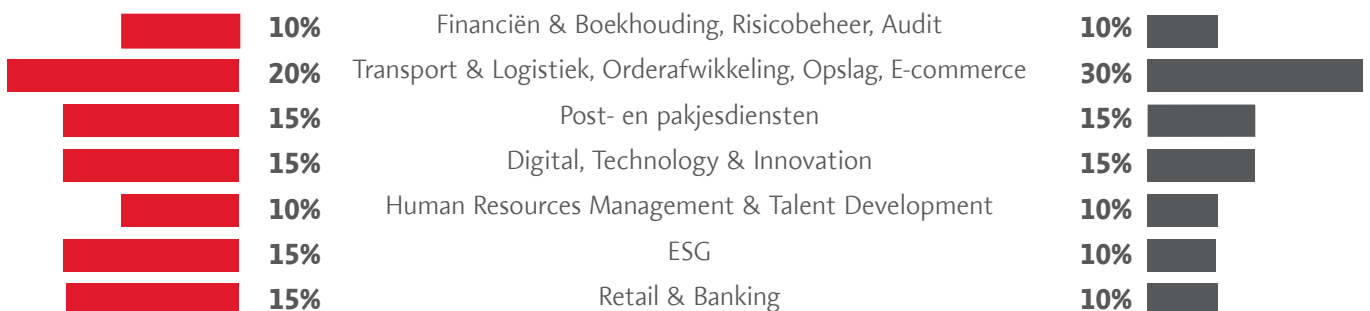 10% Financiën & Boekhouding, Risicobeheer, Audit 10%
20% Transport & Logistiek, Orderafwikkeling, Opslag, E-commerce 30%
15% Post- en pakjesdiensten 15%
15% Digital, Technology & Innovation 15%
10% Human Resources Management & Talent Development 10%
15% ESG 10%
15% Retail & Banking 10%